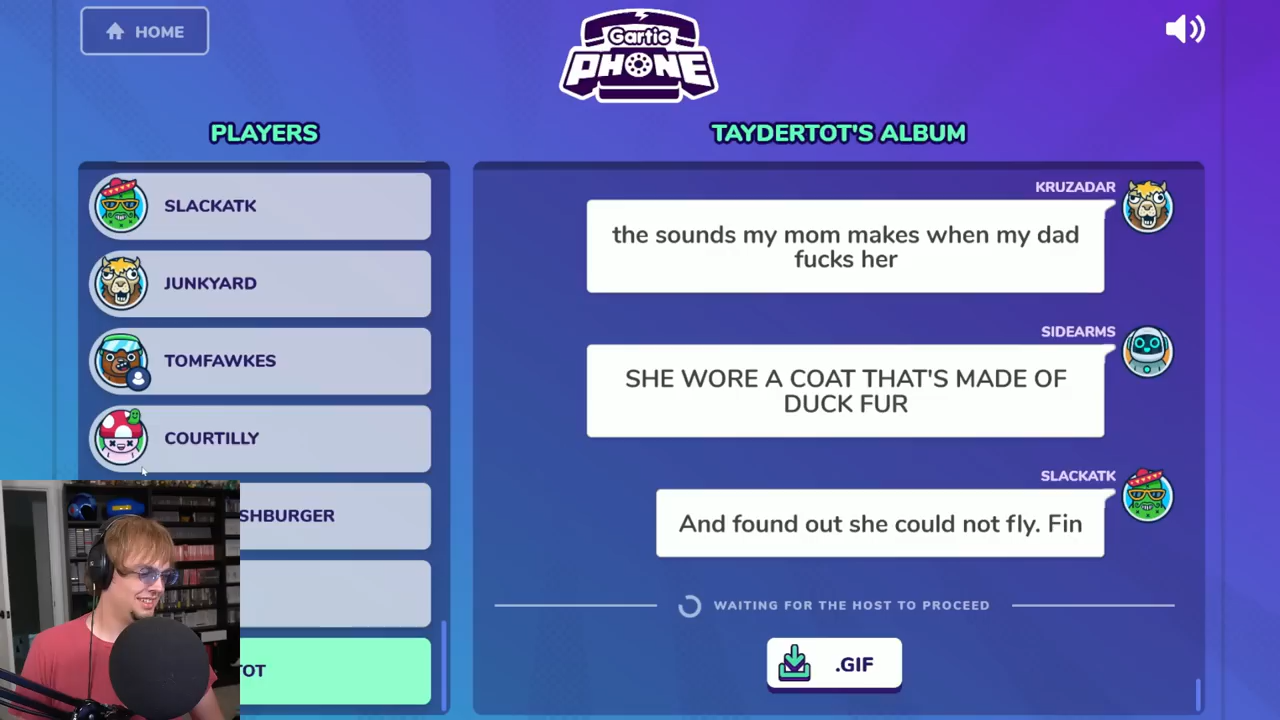 HOME
Gartic
PHONE
PLAYERS
SLACKATK
JUNKYARD
TOMFAWKES
COURTILLY
SHBURGER
TOT
TAYDERTOT'S ALBUM
KRUZADAR
the sounds my mom makes when my dad
fucks her
SIDEARMS
SHE WORE A COAT THAT'S MADE OF
DUCK FUR
SLACKATK
And found out she could not fly. Fin
WAITING FOR THE HOST TO PROCEED
.GIF